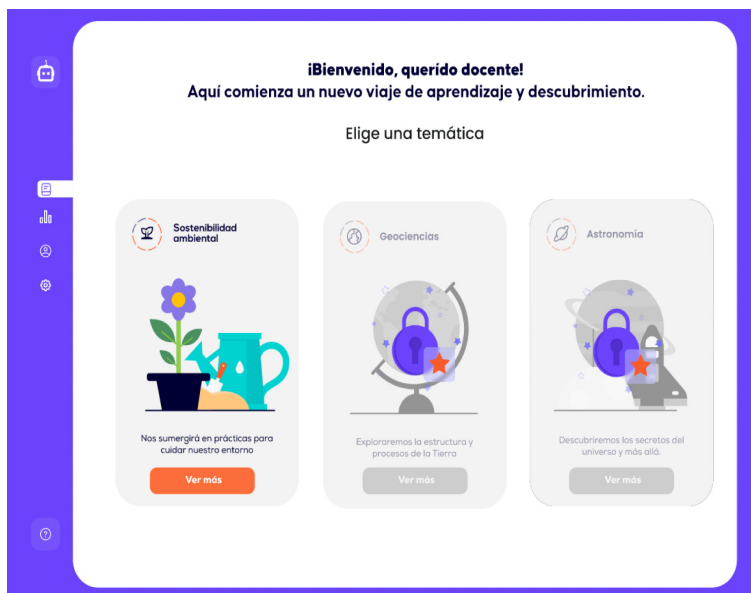 ¡Bienvenido, querído docente!
Aquí comienza un nuevo viaje de aprendizaje y descubrimiento.
Elige una temática
Sostenibilidad
ambiental
Nos sumergirá en prácticas para
cuidar nuestro entorno
Ver más
Geociencias
Exploraremos la estructura y
procesos de la Tierra
Ver más
Astronomía
Descubriremos los secretos del
universo y más allá.
Ver más
?